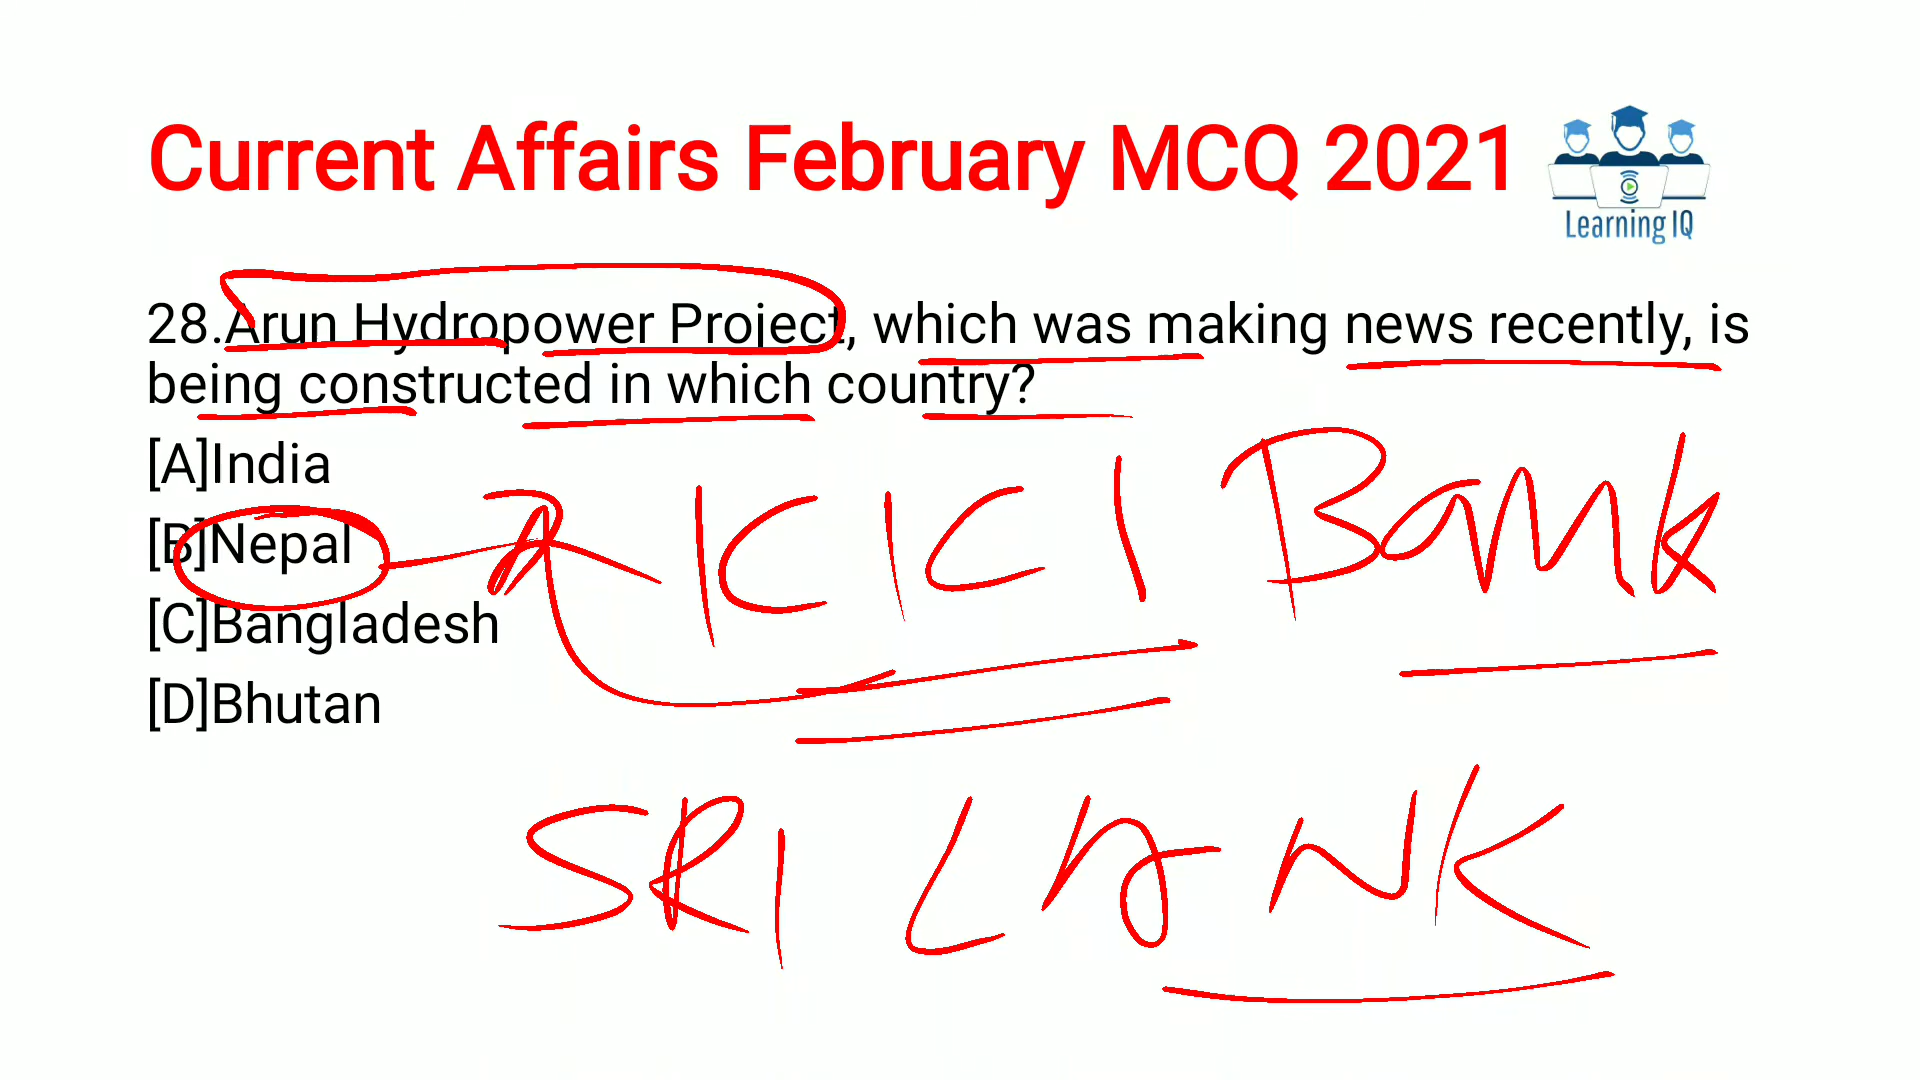 Current Affairs February MCQ 2021
Learning IQ
28.Arun Hydropower Project, which was making news recently, is
being constructed in which country?
[A]India
[B]Nepal
ICICI Bank
[C]Bangladesh
[D]Bhutan
SRI LANK